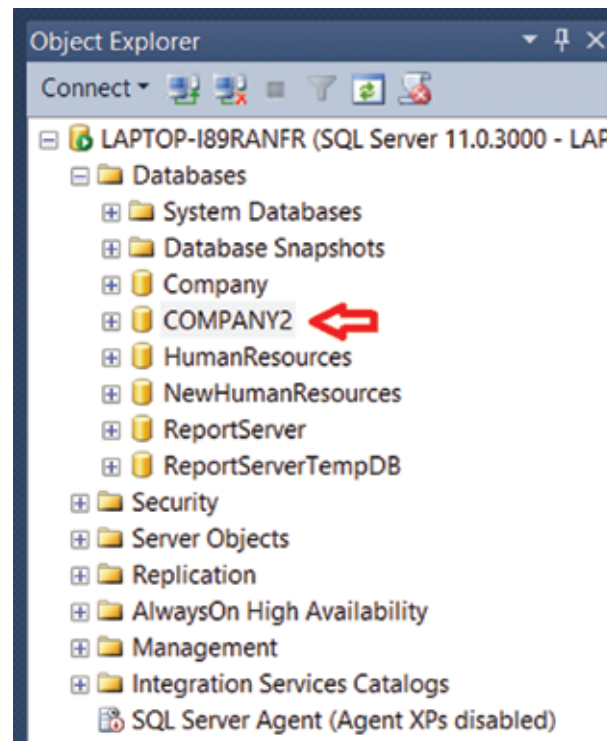 Object Explorer
Connect
LAPTOP-I89RANFR (SQL Server 11.0.3000 - LAP
Databases
System Databases
Database Snapshots
Company
COMPANY2
HumanResources
NewHumanResources
ReportServer
ReportServerTempDB
Security
Server Objects
Replication
AlwaysOn High Availability
Management
Integration Services Catalogs
SQL Server Agent (Agent XPs disabled)